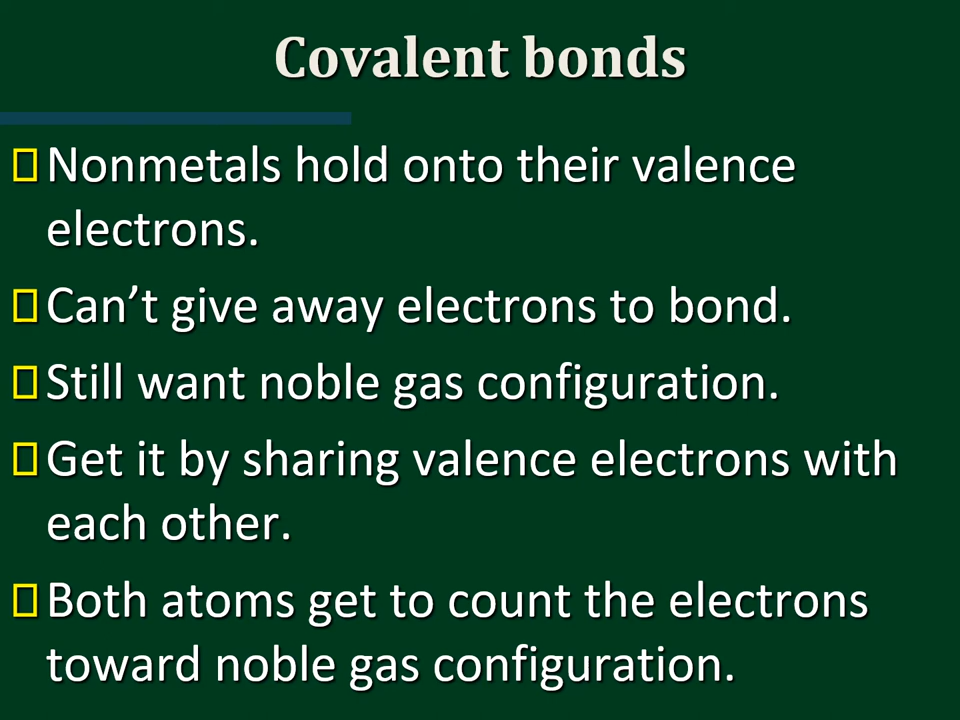 Covalent bonds
Nonmetals hold onto their valence
electrons.
Can’t give away electrons to bond.
Still want noble gas configuration.
Get it by sharing valence electrons with
each other.
Both atoms get to count the electrons
toward noble gas configuration.